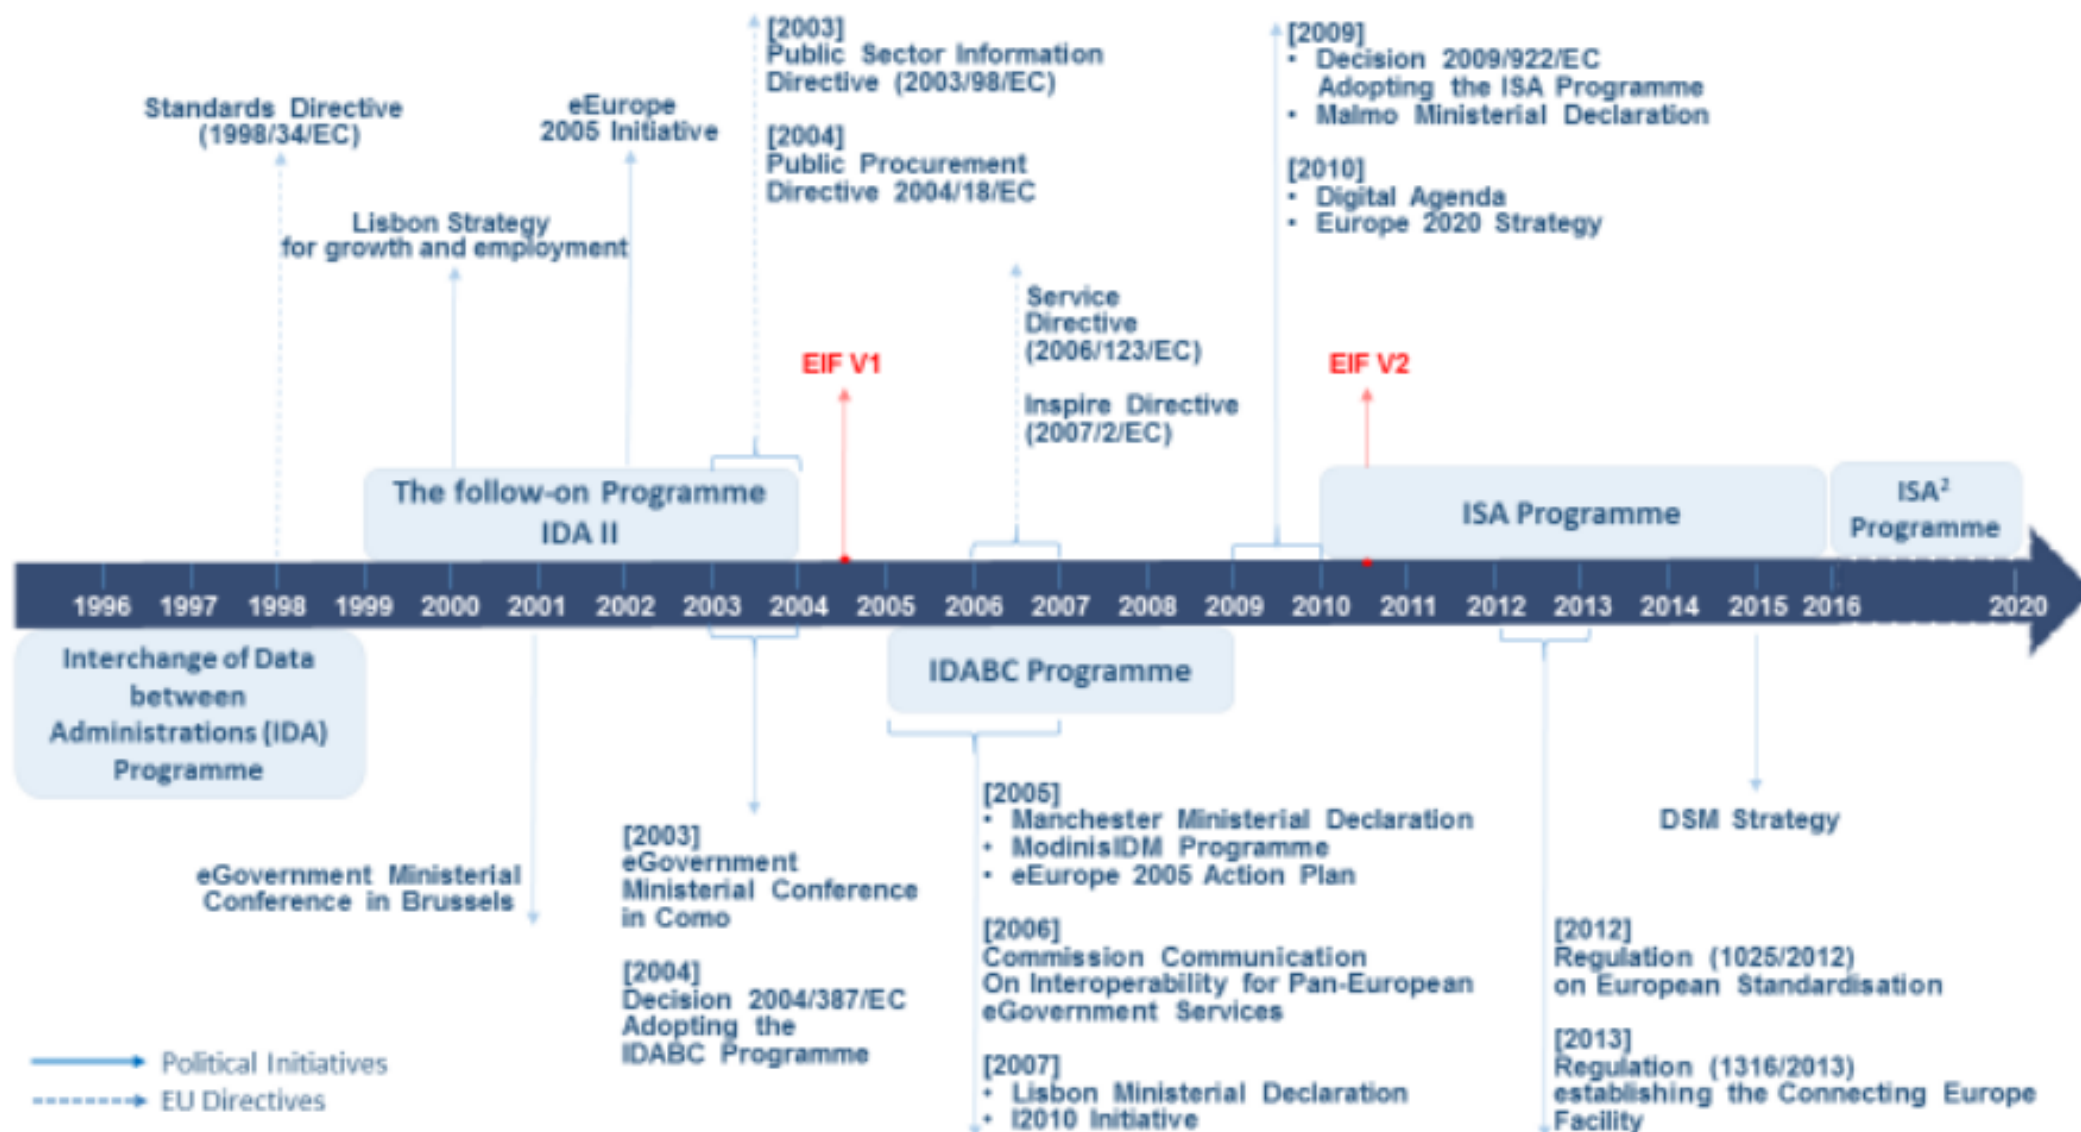 [2003]
Public Sector Information
Directive (2003/98/EC)
[2004]
Public Procurement
Directive 2004/18/EC
[2009]
• Decision 2009/922/EC
Adopting the ISA Programme
• Malmo Ministerial Declaration
[2010]
• Digital Agenda
• Europe 2020 Strategy
Standards Directive
(1998/34/EC)
eEurope
2005 Initiative
Lisbon Strategy
for growth and employment
Service
Directive
(2006/123/EC)
Inspire Directive
(2007/2/EC)
EIF V1
EIF V2
The follow-on Programme
IDA II
ISA Programme
ISA²
Programme
1996 1997 1998 1999 2000 2001 2002 2003 2004 2005 2006 2007 2008 2009 2010 2011 2012 2013 2014 2015 2016 2020
Interchange of Data
between
Administrations (IDA)
Programme
IDABC Programme
eGovernment Ministerial
Conference in Brussels
[2003]
eGovernment
Ministerial Conference
in Como
[2004]
Decision 2004/387/EC
Adopting the
IDABC Programme
[2005]
• Manchester Ministerial Declaration
• ModinisIDM Programme
• eEurope 2005 Action Plan
[2006]
Commission Communication
On Interoperability for Pan-European
eGovernment Services
[2007]
• Lisbon Ministerial Declaration
• I2010 Initiative
DSM Strategy
[2012]
Regulation (1025/2012)
on European Standardisation
[2013]
Regulation (1316/2013)
establishing the Connecting Europe
Facility
Political Initiatives
EU Directives